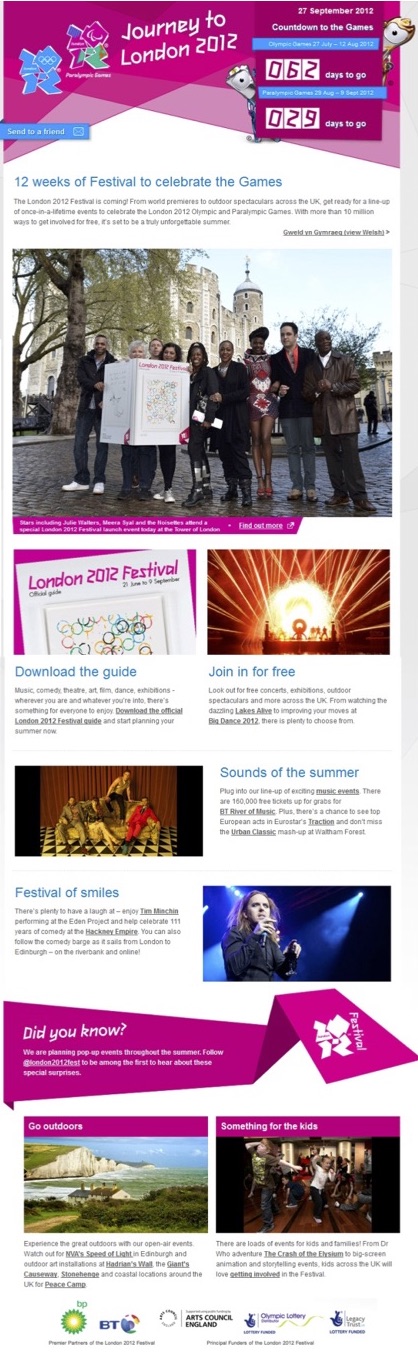 27 September 2012
Journey to
London 2012
Countdown to the Games
Olympic Games 27 July – 12 Aug 2012
062 days to go
Paralympic Games
Paralympic Games 29 Aug – 9 Sept 2012
029 days to go
Send to a friend
12 weeks of Festival to celebrate the Games
The London 2012 Festival is coming! From world premieres to outdoor spectaculars across the UK, get ready for a line-up
of once-in-a-lifetime events to celebrate the London 2012 Olympic and Paralympic Games. With more than 10 million
ways to get involved for free, it's set to be a truly unforgettable summer.
Gweld yn Gymraeg (view Welsh) >
London 2012 Festival
Stars including Julie Walters, Meera Syal and the Noisettes attend a
special London 2012 Festival launch event today at the Tower of London
• Find out more
London 2012 Festival
Official guide
21 June to 9 September
Download the guide
Music, comedy, theatre, art, film, dance, exhibitions -
wherever you are and whatever you're into, there's
something for everyone to enjoy. Download the official
London 2012 Festival guide and start planning your
summer now.
Join in for free
Look out for free concerts, exhibitions, outdoor
spectaculars and more across the UK. From watching the
dazzling Lakes Alive to improving your moves at
Big Dance 2012, there is plenty to choose from.
Sounds of the summer
Plug into our line-up of exciting music events. There
are 160,000 free tickets up for grabs for
BT River of Music. Plus, there's a chance to see top
European acts in Eurostar's Traction and don't miss
the Urban Classic mash-up at Waltham Forest.
Festival of smiles
There's plenty to have a laugh at – enjoy Tim Minchin
performing at the Eden Project and help celebrate 111
years of comedy at the Hackney Empire. You can also
follow the comedy barge as it sails from London to
Edinburgh – on the riverbank and online!
Did you know?
We are planning pop-up events throughout the summer. Follow
@london2012fest to be among the first to hear about these
special surprises.
Festival
Go outdoors
Experience the great outdoors with our open-air events.
Watch out for NVA's Speed of Light in Edinburgh and
outdoor art installations at Hadrian's Wall, the Giant's
Causeway, Stonehenge and coastal locations around the
UK for Peace Camp.
Something for the kids
There are loads of events for kids and families! From Dr
Who adventure The Crash of the Elysium to big-screen
animation and storytelling events, kids across the UK will
love getting involved in the Festival.
bp
BT
Supported using public funding by
ARTS COUNCIL
ENGLAND
Olympic Lottery
Distributor
LOTTERY FUNDED
Legacy
Trust UK
LOTTERY FUNDED
Premier Partners of the London 2012 Festival
Principal Funders of the London 2012 Festival